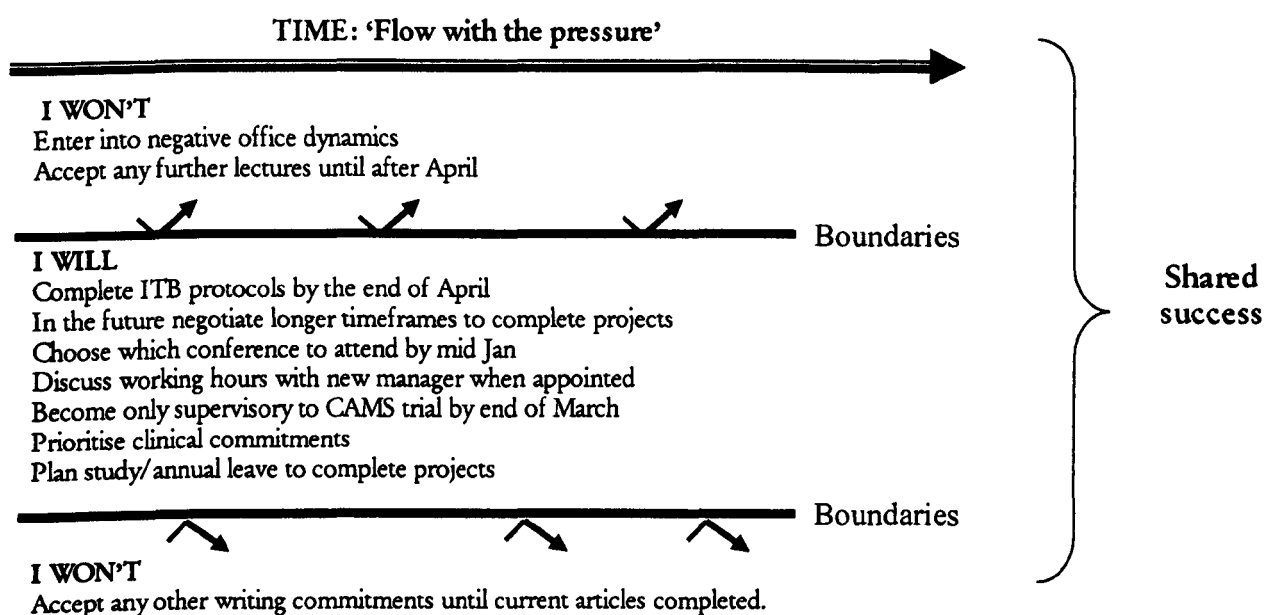 TIME: ‘Flow with the pressure’
I WON’T
Enter into negative office dynamics
Accept any further lectures until after April
Boundaries
I WILL
Complete ITB protocols by the end of April
In the future negotiate longer timeframes to complete projects
Choose which conference to attend by mid Jan
Discuss working hours with new manager when appointed
Become only supervisory to CAMS trial by end of March
Prioritise clinical commitments
Plan study/annual leave to complete projects
Boundaries
I WON’T
Accept any other writing commitments until current articles completed.
Shared
success